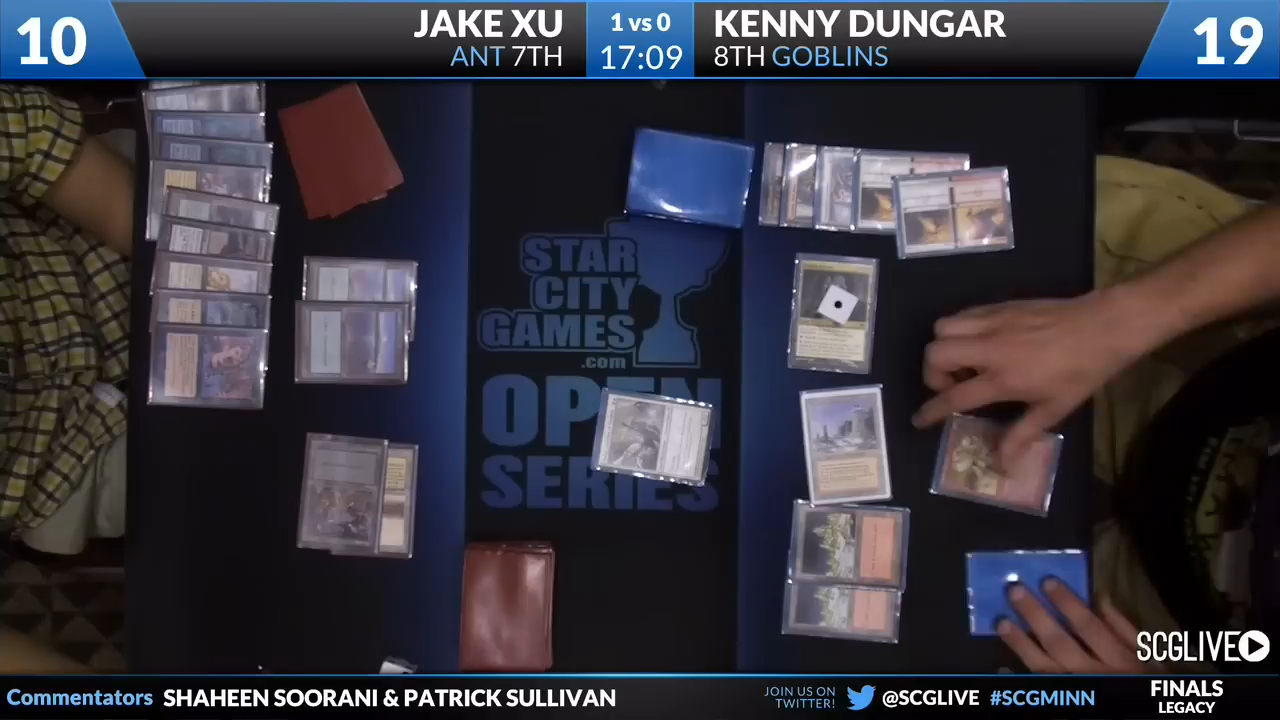 10
JAKE XU
ANT 7TH
1 vs 0
17:09
KENNY DUNGAR
8TH GOBLINS
19
STAR
CITY
GAMES
.com
OPEN
SERIES
SCGLIVE
Commentators SHAHEEN SOORANI & PATRICK SULLIVAN
JOIN US ON
TWITTER!
@SCGLIVE #SCGMINN
FINALS
LEGACY